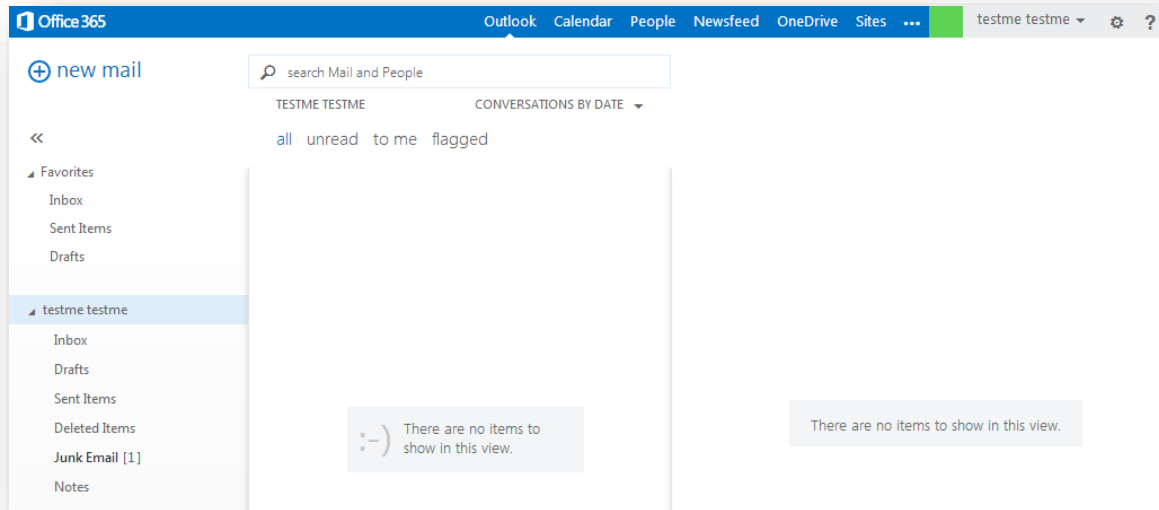 Office 365 Outlook Calendar People Newsfeed OneDrive Sites ••• testme testme ?
new mail
search Mail and People
TESTME TESTME CONVERSATIONS BY DATE
all unread to me flagged
Favorites
Inbox
Sent Items
Drafts
testme testme
Inbox
Drafts
Sent Items
Deleted Items
Junk Email [1]
Notes
:-) There are no items to
show in this view.
There are no items to show in this view.